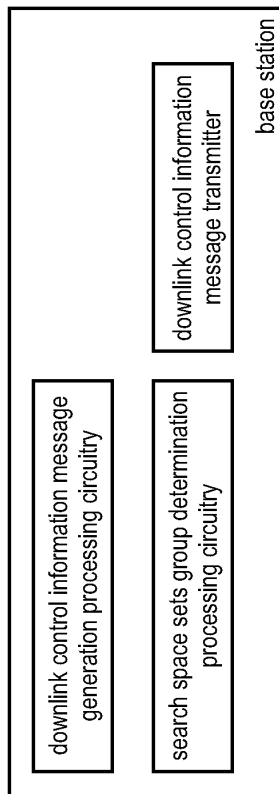 downlink control information message
generation processing circuitry
search space sets group determination
processing circuitry
downlink control information
message transmitter
base station